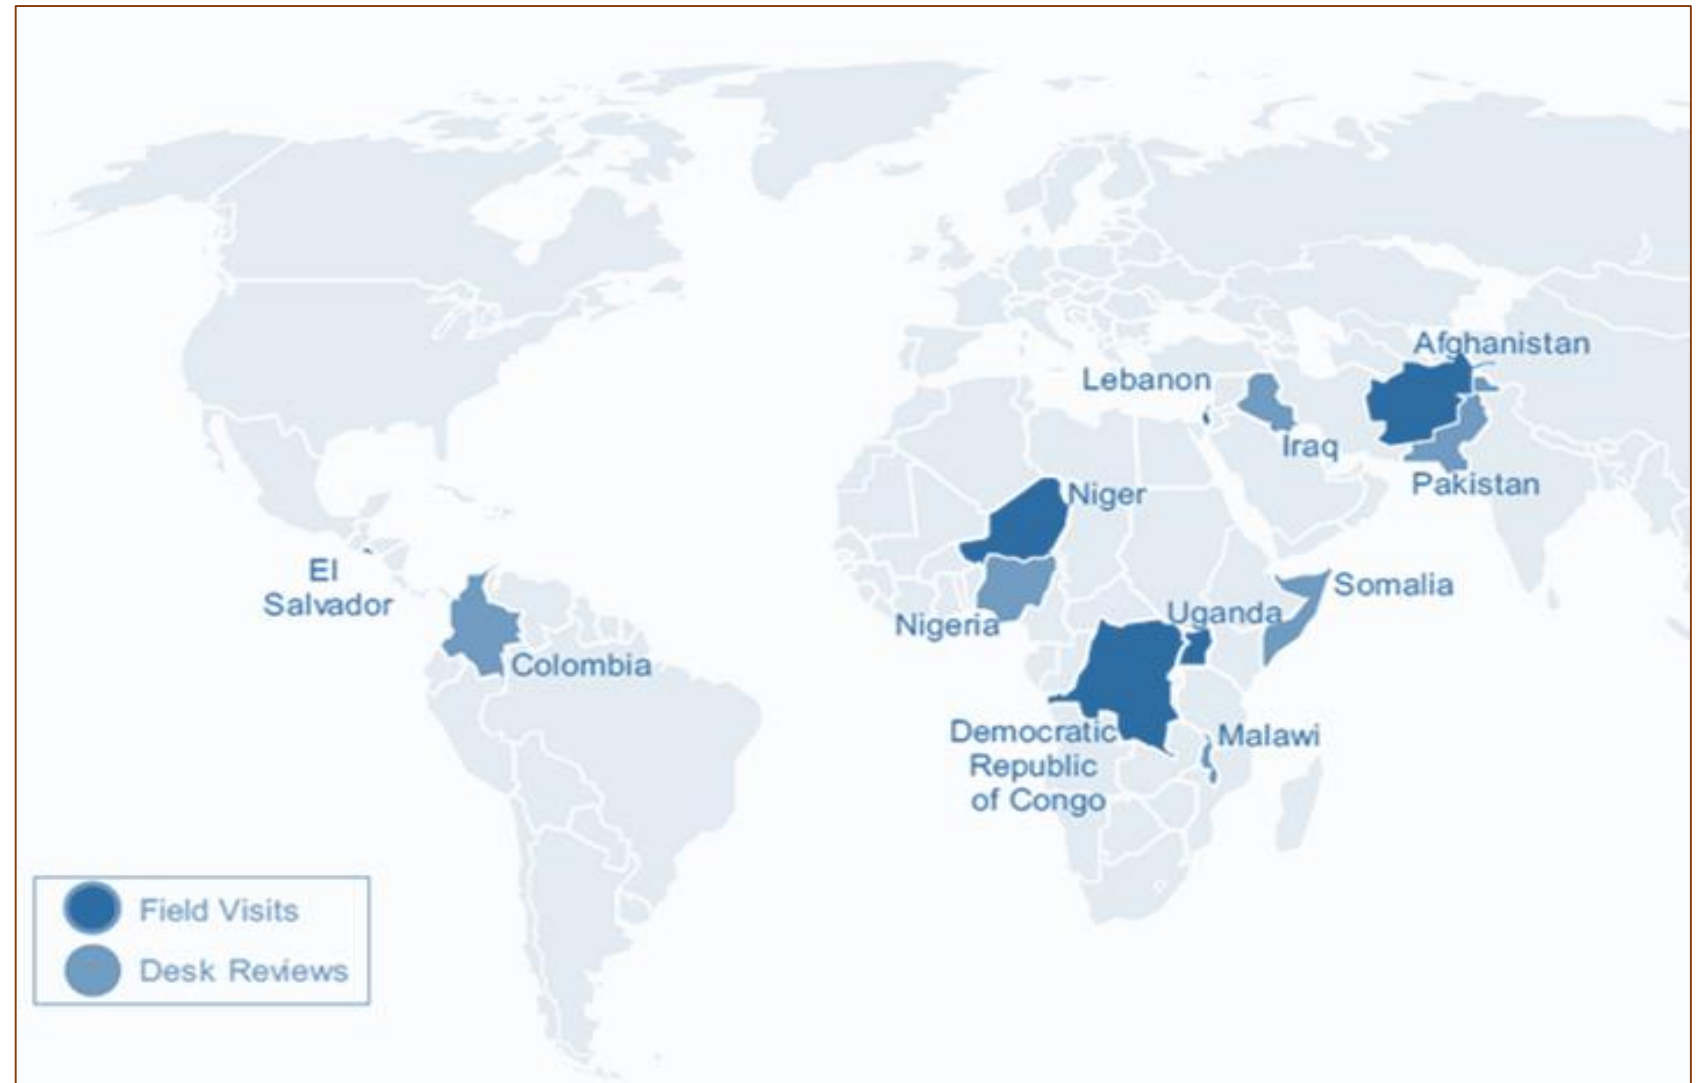 Afghanistan
Lebanon
Iraq
Pakistan
Niger
El
Salvador
Somalia
Uganda
Nigeria
Colombia
Democratic
Republic
of Congo
Malawi
Field Visits
Desk Reviews